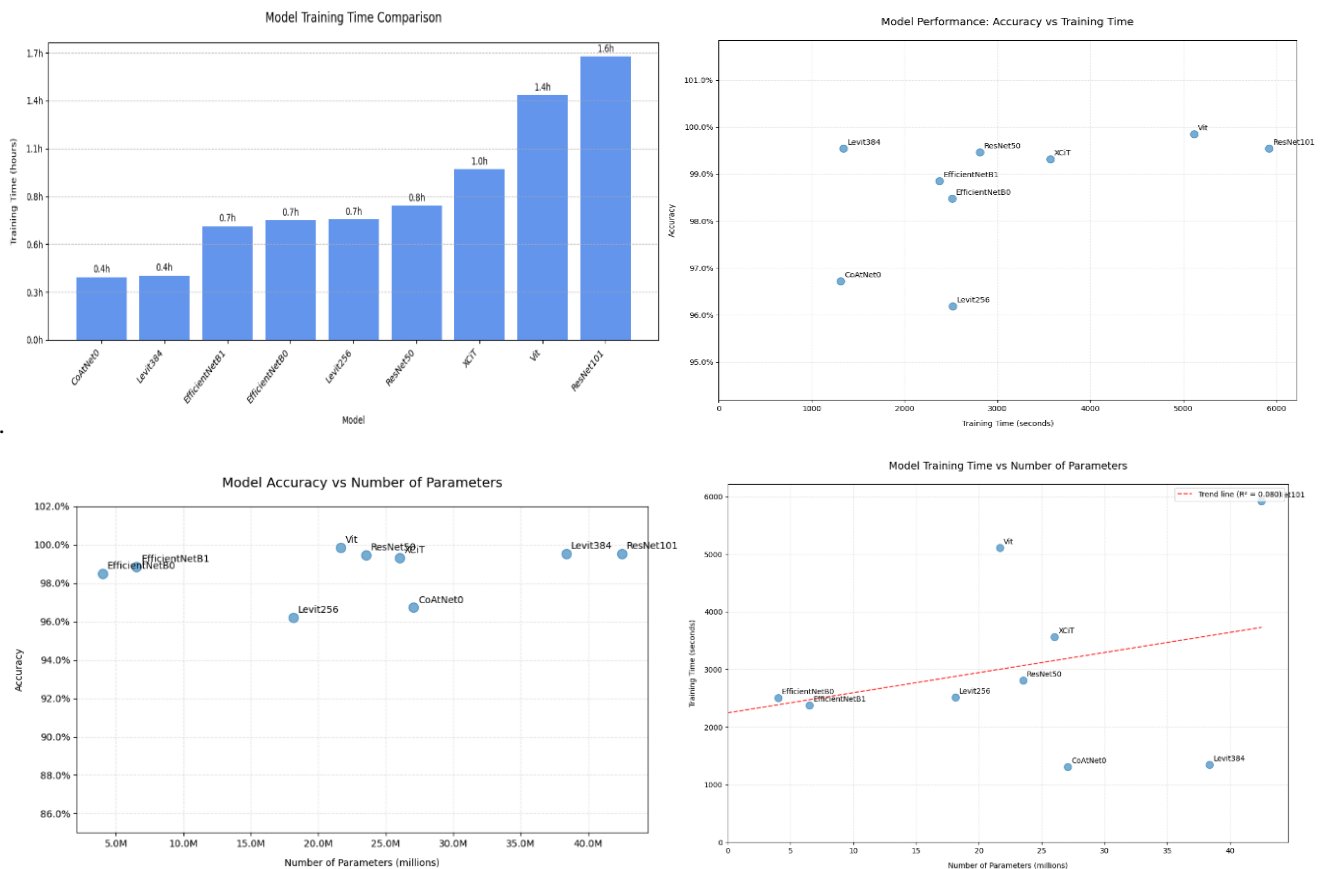 Model Training Time Comparison
1.7h
1.4h
1.1h
0.8h
0.6h
0.3h
0.0h
Training Time (hours)
0.4h
0.4h
0.7h
0.7h
0.7h
0.8h
1.0h
1.4h
1.6h
CoAtNet0
Levit384
EfficientNetB1
EfficientNetB0
Levit256
ResNet50
XCiT
Vit
ResNet101
Model
Model Performance: Accuracy vs Training Time
101.0%
100.0%
99.0%
98.0%
97.0%
96.0%
95.0%
Accuracy
Levit384
ResNet50
XCiT
Vit
ResNet101
EfficientNetB1
EfficientNetB0
CoAtNet0
Levit256
0
1000
2000
3000
4000
5000
6000
Training Time (seconds)
Model Accuracy vs Number of Parameters
102.0%
100.0%
98.0%
96.0%
94.0%
92.0%
90.0%
88.0%
86.0%
Accuracy
EfficientNetB0
EfficientNetB1
Vit
ResNet50
XCiT
Levit384
ResNet101
Levit256
CoAtNet0
5.0M
10.0M
15.0M
20.0M
25.0M
30.0M
35.0M
40.0M
Number of Parameters (millions)
Model Training Time vs Number of Parameters
6000
5000
4000
3000
2000
1000
0
Training Time (seconds)
Trend line (R² = 0.080)
Vit
XCiT
ResNet50
EfficientNetB0
EfficientNetB1
Levit256
CoAtNet0
Levit384
0
5
10
15
20
25
30
35
40
Number of Parameters (millions)